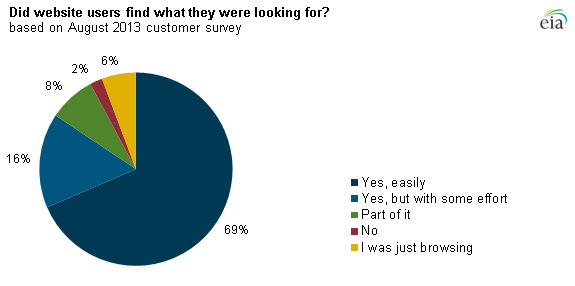 Did website users find what they were looking for?
based on August 2013 customer survey
eia
6%
2%
8%
16%
69%
Yes, easily
Yes, but with some effort
Part of it
No
I was just browsing